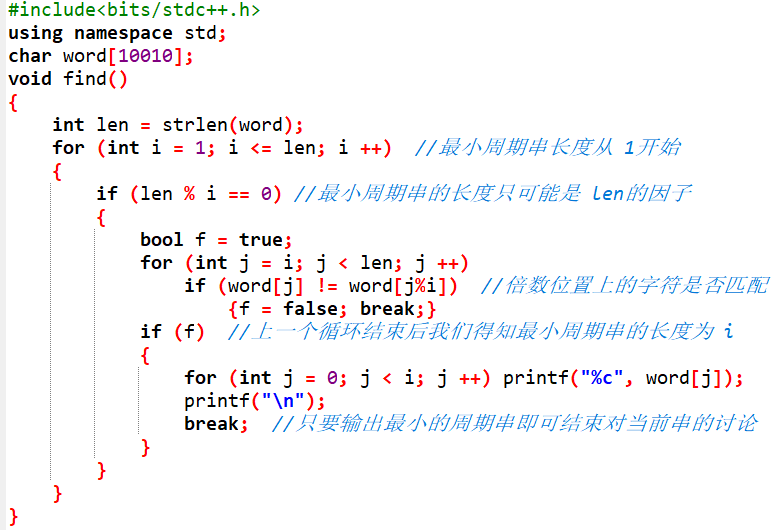 #include<bits/stdc++.h>
using namespace std;
char word[10010];
void find()
{
    int len = strlen(word);
    for (int i = 1; i <= len; i ++)  //最小周期串长度从 1开始
    {
        if (len % i == 0) //最小周期串的长度只可能是 len的因子
        {
            bool f = true;
            for (int j = i; j < len; j ++)
                if (word[j] != word[j%i])  //倍数位置上的字符是否匹配
                    {f = false; break;}
            if (f)  //上一个循环结束后我们得知最小周期串的长度为 i
            {
                for (int j = 0; j < i; j ++) printf("%c", word[j]);
                printf("\n");
                break;  //只要输出最小的周期串即可结束对当前串的讨论
            }
        }
    }
}